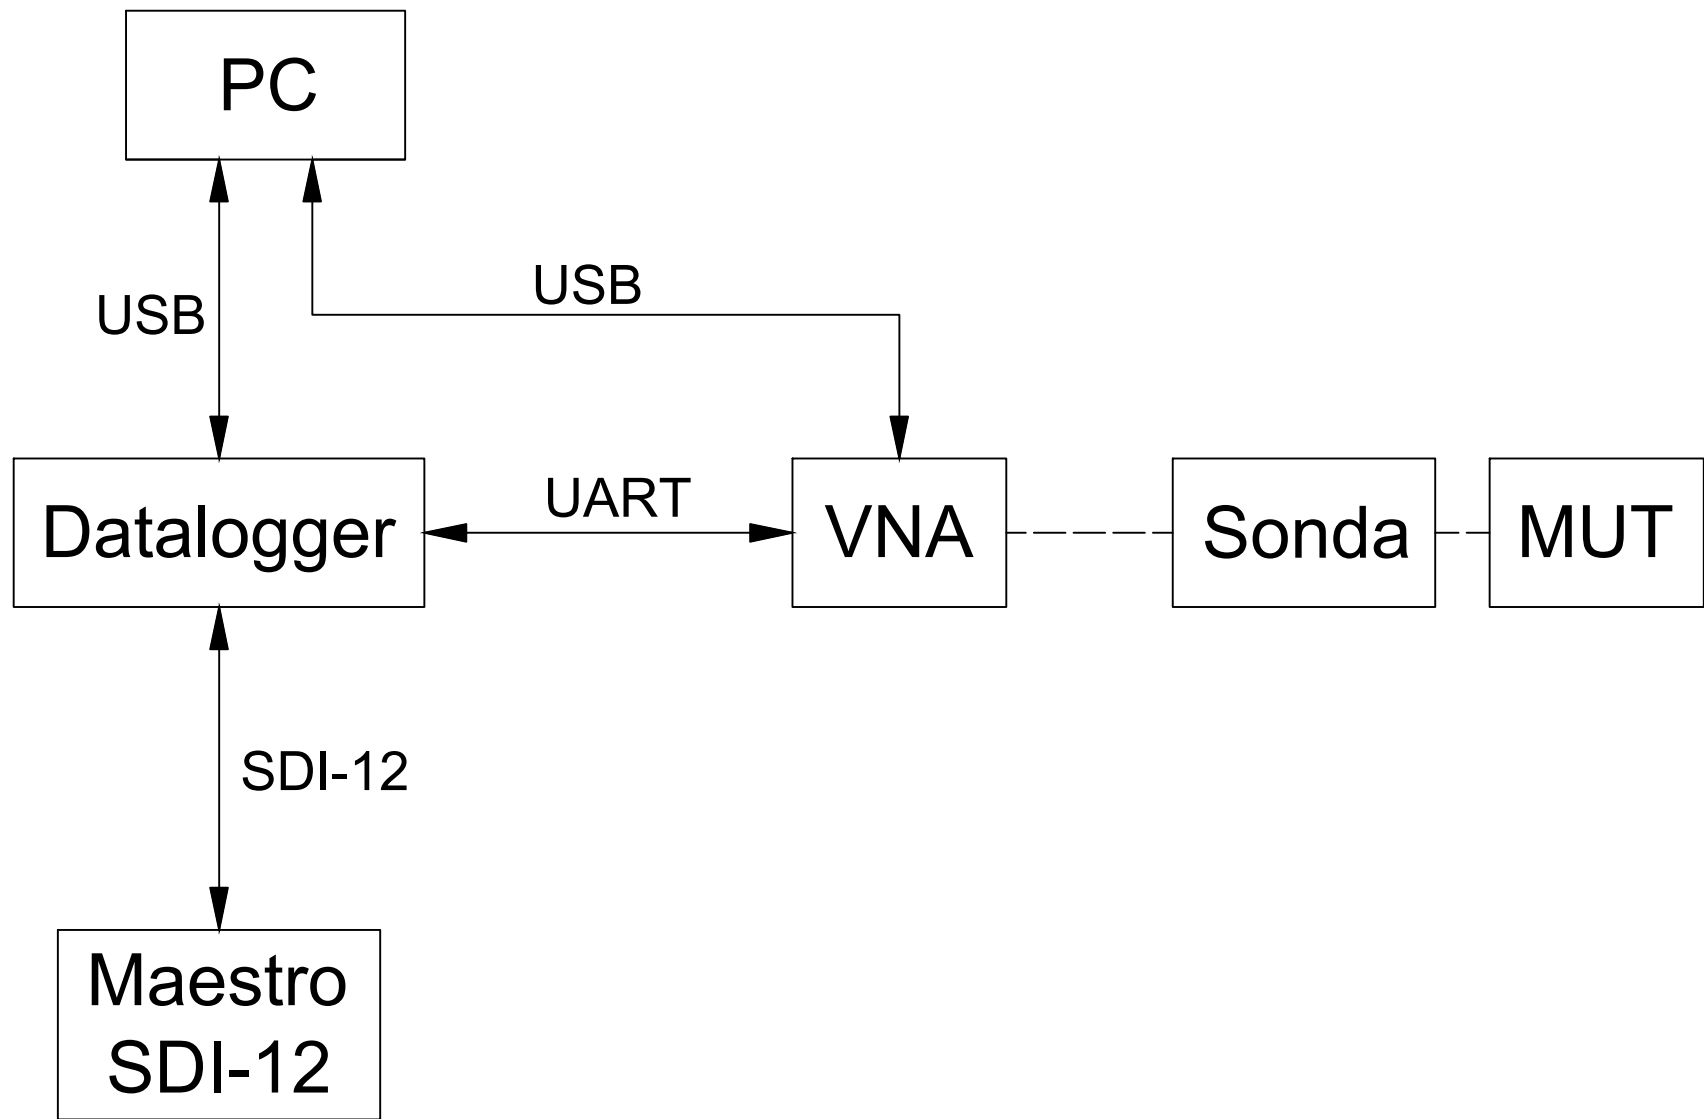 PC
USB
USB
Datalogger
UART
VNA
Sonda
MUT
SDI-12
Maestro
SDI-12